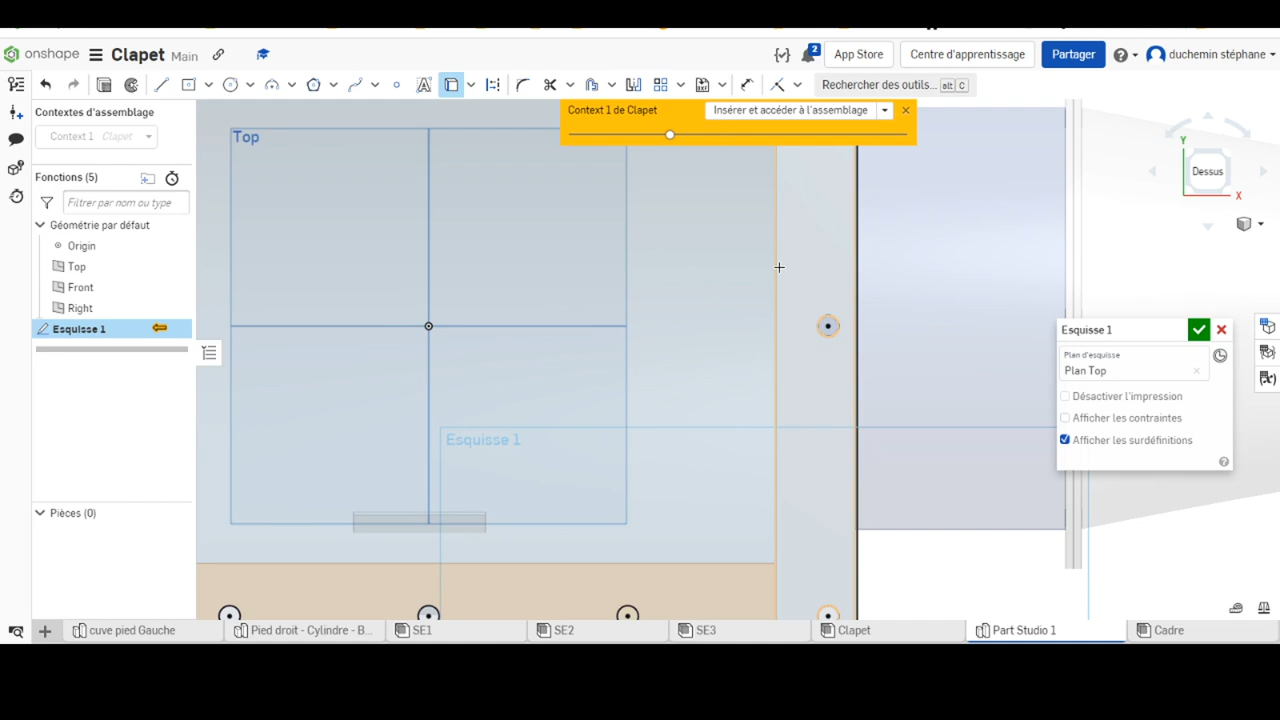 onshape Clapet Main 2 App Store Centre d'apprentissage Partager duchemin stéphane
Rechercher des outils... alt C
Contextes d'assemblage
Context 1 Clapet
Context 1 de Clapet Insérer et accéder à l'assemblage
Fonctions (5)
Filtrer par nom ou type
Géométrie par défaut
Origin
Top
Front
Right
Esquisse 1
Pièces (0)
Top
Esquisse 1
Y
Dessus
X
Esquisse 1
Plan d'esquisse
Plan Top
Désactiver l'impression
Afficher les contraintes
Afficher les surdéfinitions
cuve pied Gauche Pied droit - Cylindre - B... SE1 SE2 SE3 Clapet Part Studio 1 Cadre